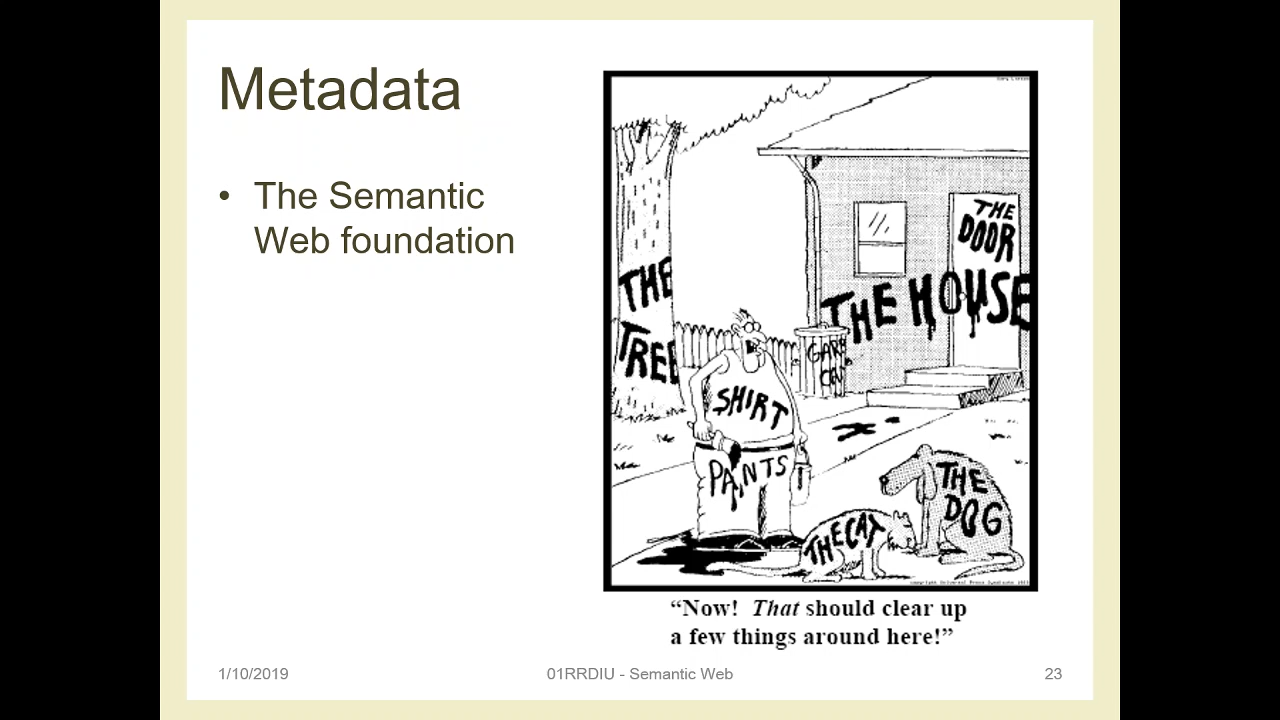 Metadata
• The Semantic
Web foundation
THE
TREE
THE
DOOR
THE HOUSE
SHIRT
PANTS
THE CAT
THE
DOG
“Now! That should clear up
a few things around here!”
1/10/2019
01RRDIU - Semantic Web
23